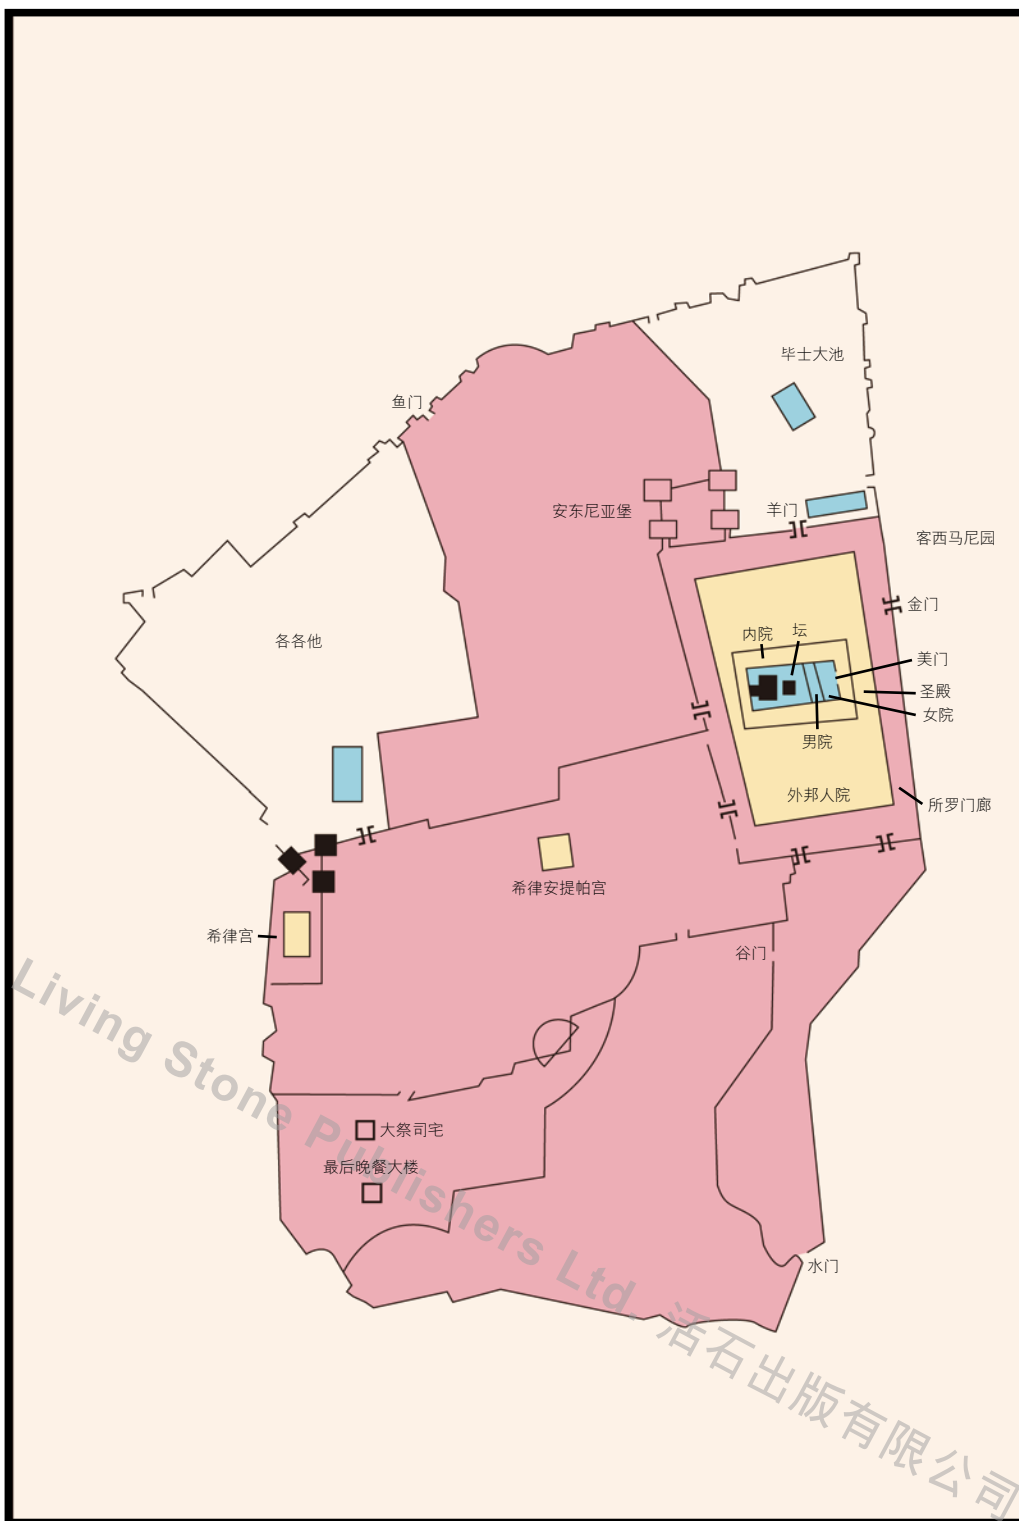 毕士大池
鱼门
安东尼亚堡
羊门
客西马尼园
金门
各各他
内院
坛
美门
圣殿
女院
男院
外邦人院
所罗门廊
希律安提帕宫
希律宫
谷门
大祭司宅
最后晚餐大楼
水门
Living Stone Publishers Ltd. 活石出版有限公司